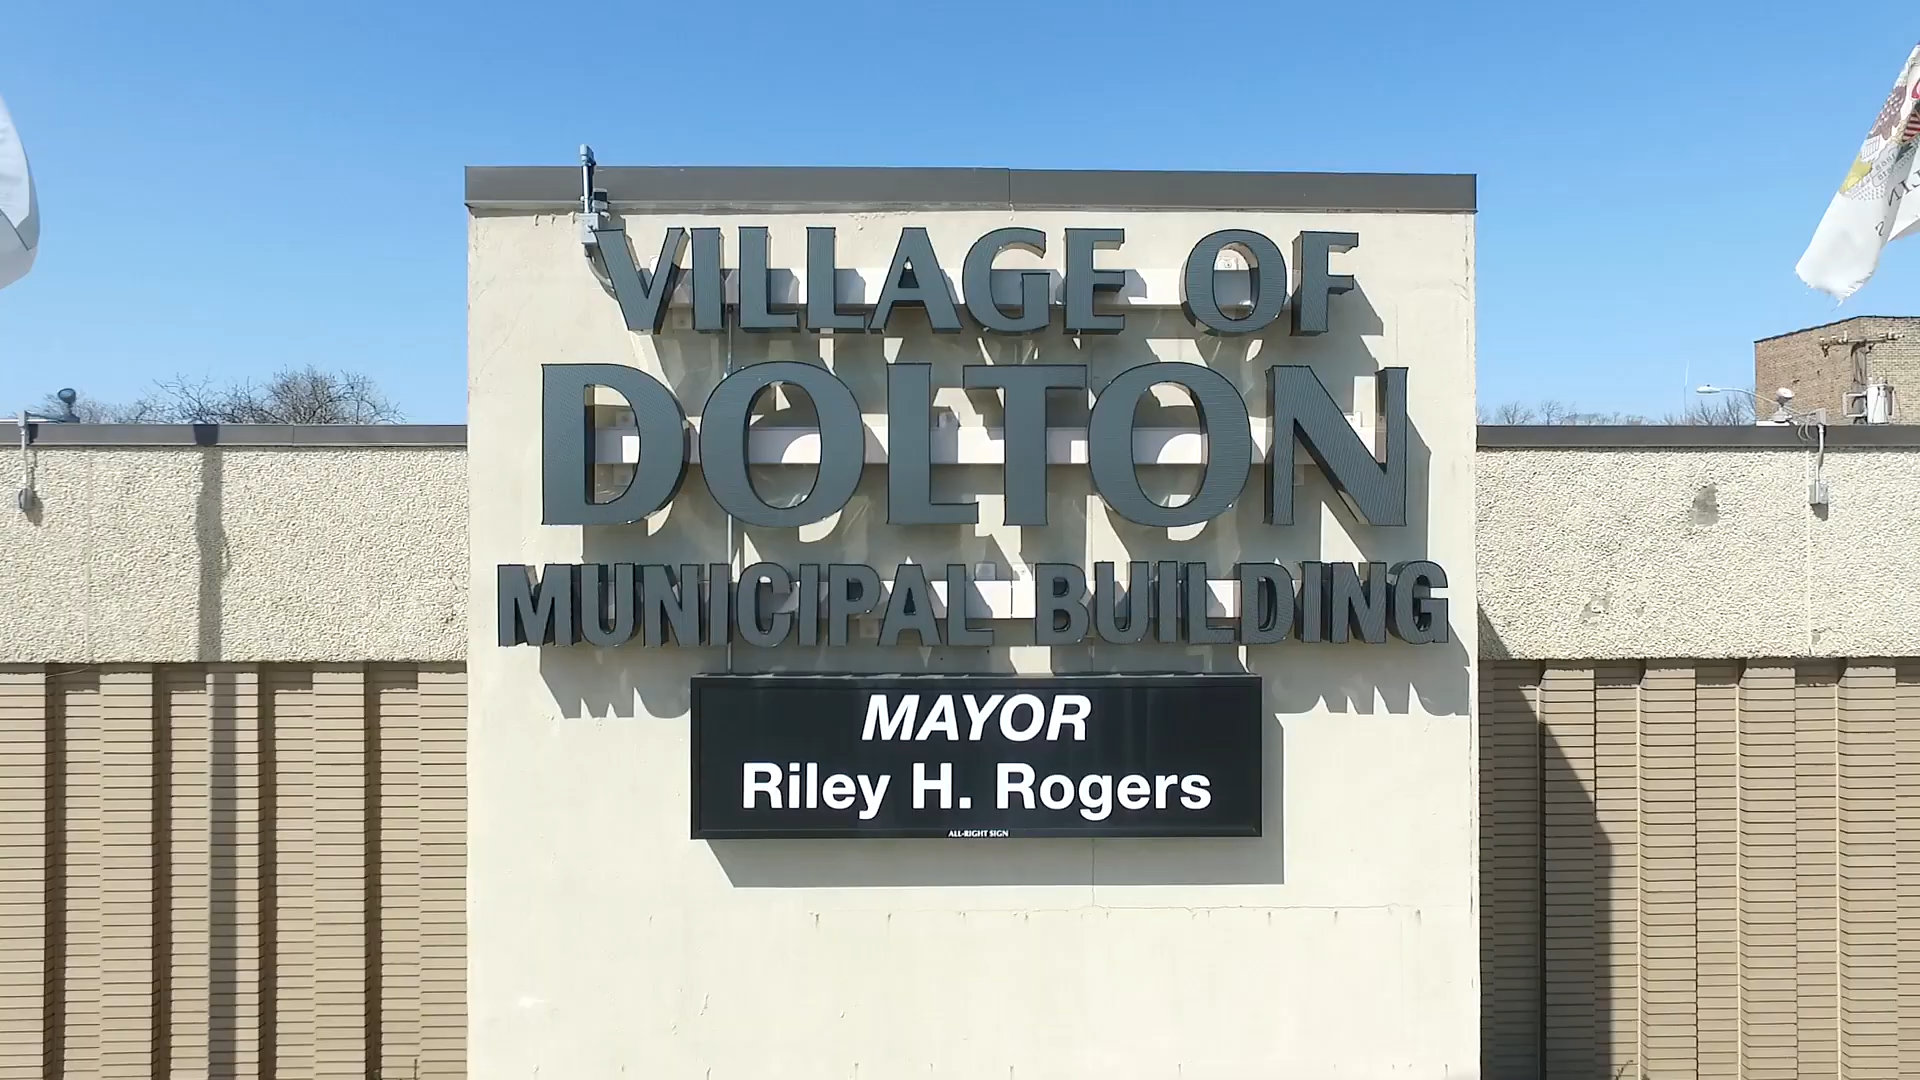 VILLAGE OF
DOLTON
MUNICIPAL BUILDING
MAYOR
Riley H. Rogers
ALL-RIGHT SIGN